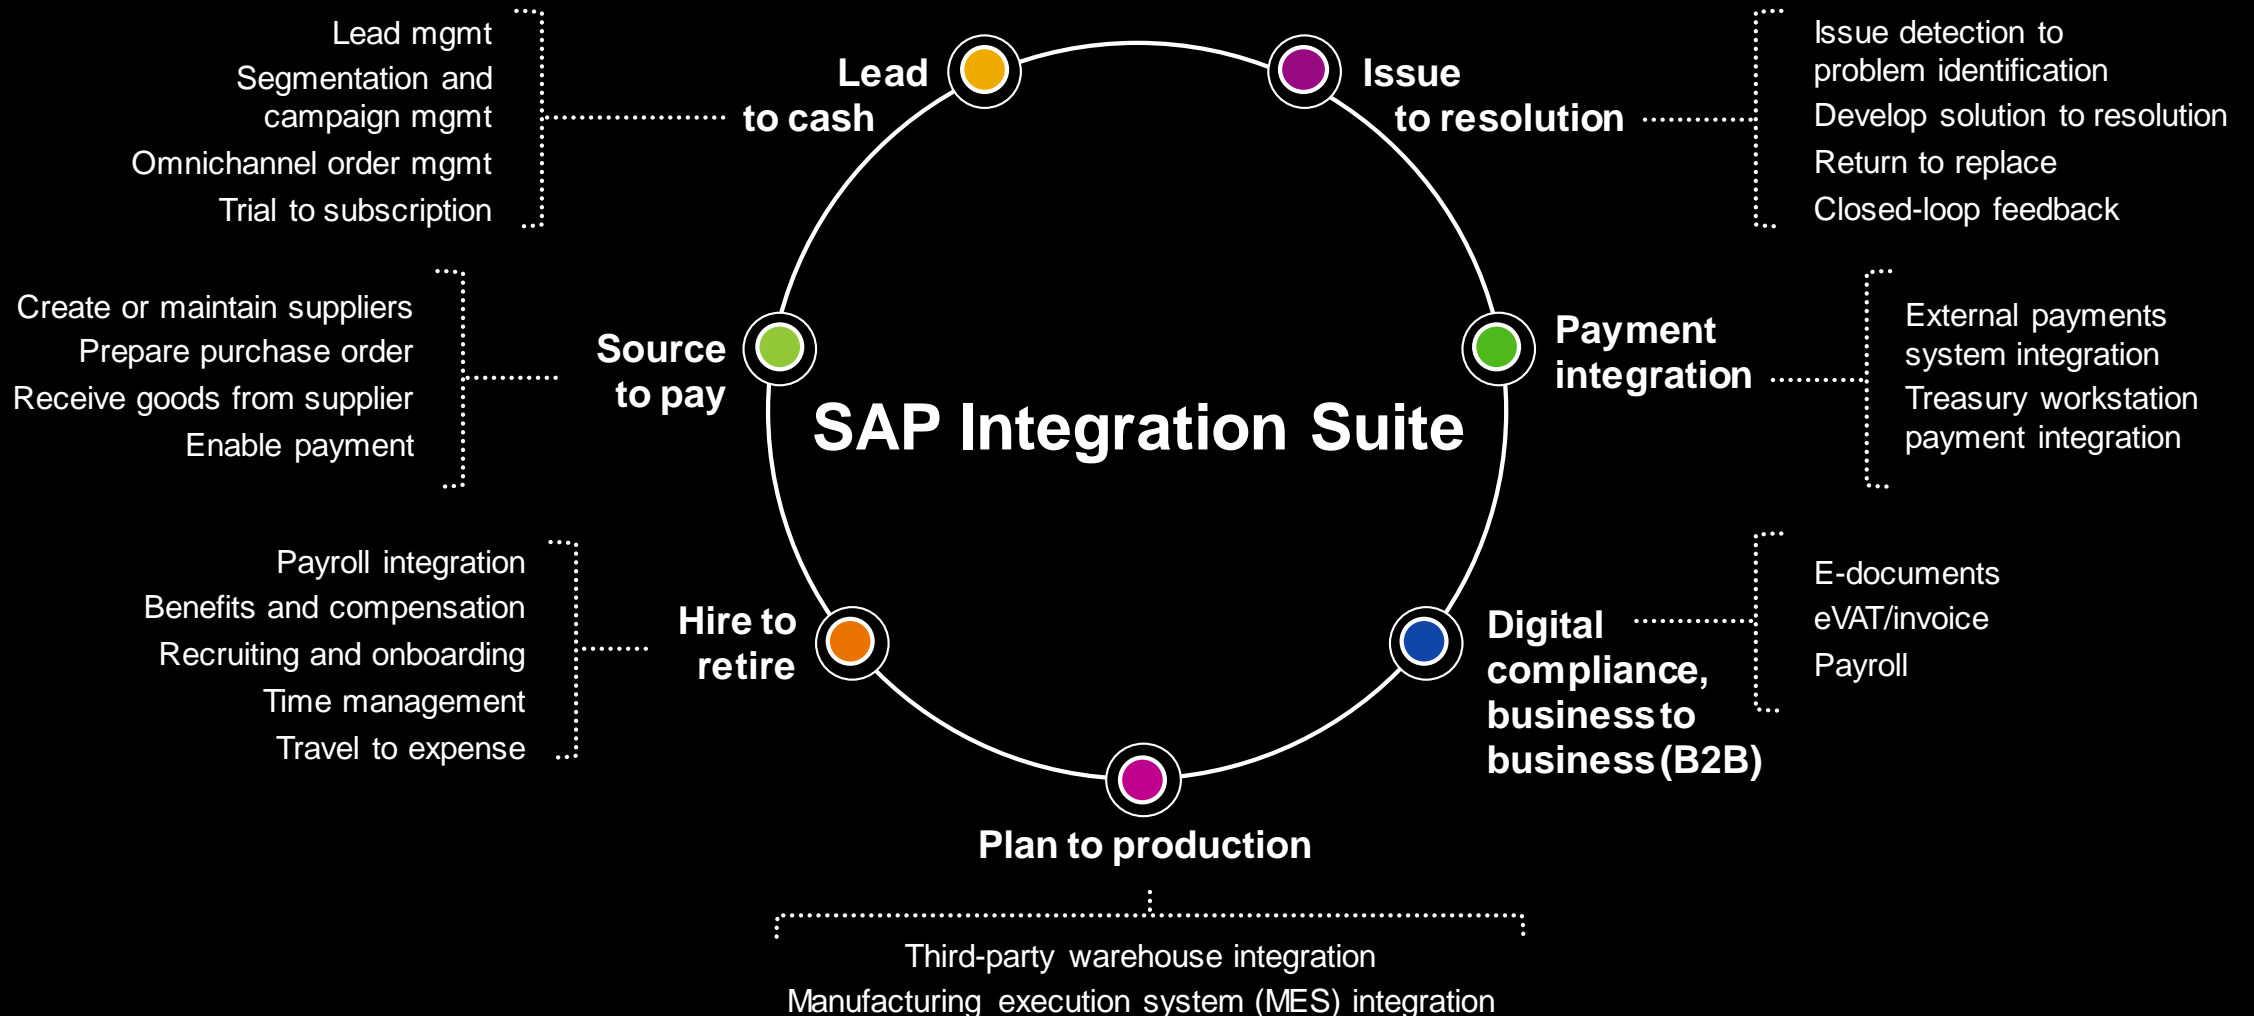 Lead mgmt
Segmentation and
campaign mgmt
Omnichannel order mgmt
Trial to subscription
Lead
to cash
Issue
to resolution
Issue detection to
problem identification
Develop solution to resolution
Return to replace
Closed-loop feedback
Create or maintain suppliers
Prepare purchase order
Receive goods from supplier
Enable payment
Source
to pay
SAP Integration Suite
Payment
integration
External payments
system integration
Treasury workstation
payment integration
Payroll integration
Benefits and compensation
Recruiting and onboarding
Time management
Travel to expense
Hire to
retire
Digital
compliance,
business to
business (B2B)
E-documents
eVAT/invoice
Payroll
Plan to production
Third-party warehouse integration
Manufacturing execution system (MES) integration